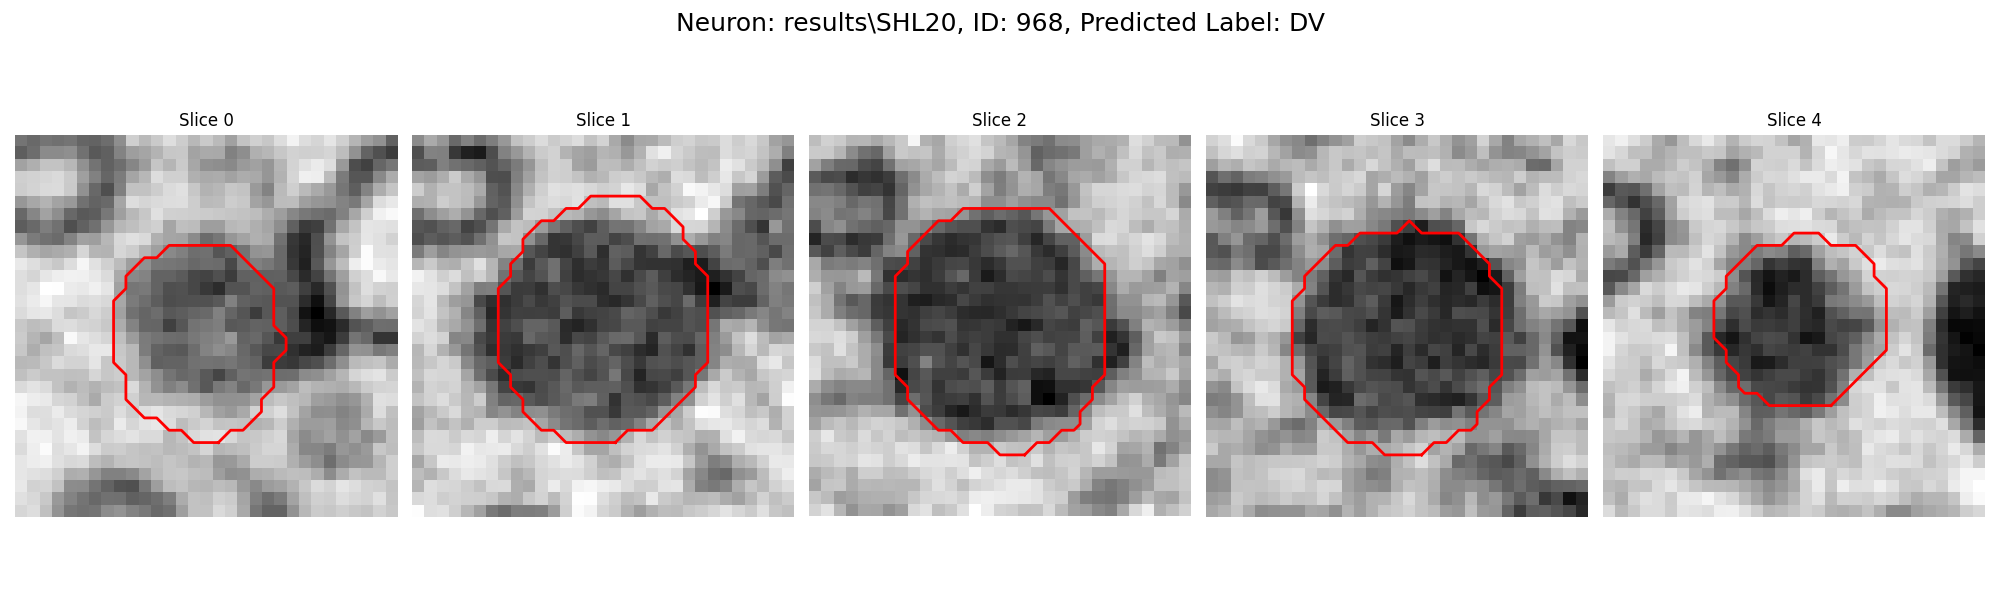 Neuron: results\SHL20, ID: 968, Predicted Label: DV
Slice 0
Slice 1
Slice 2
Slice 3
Slice 4